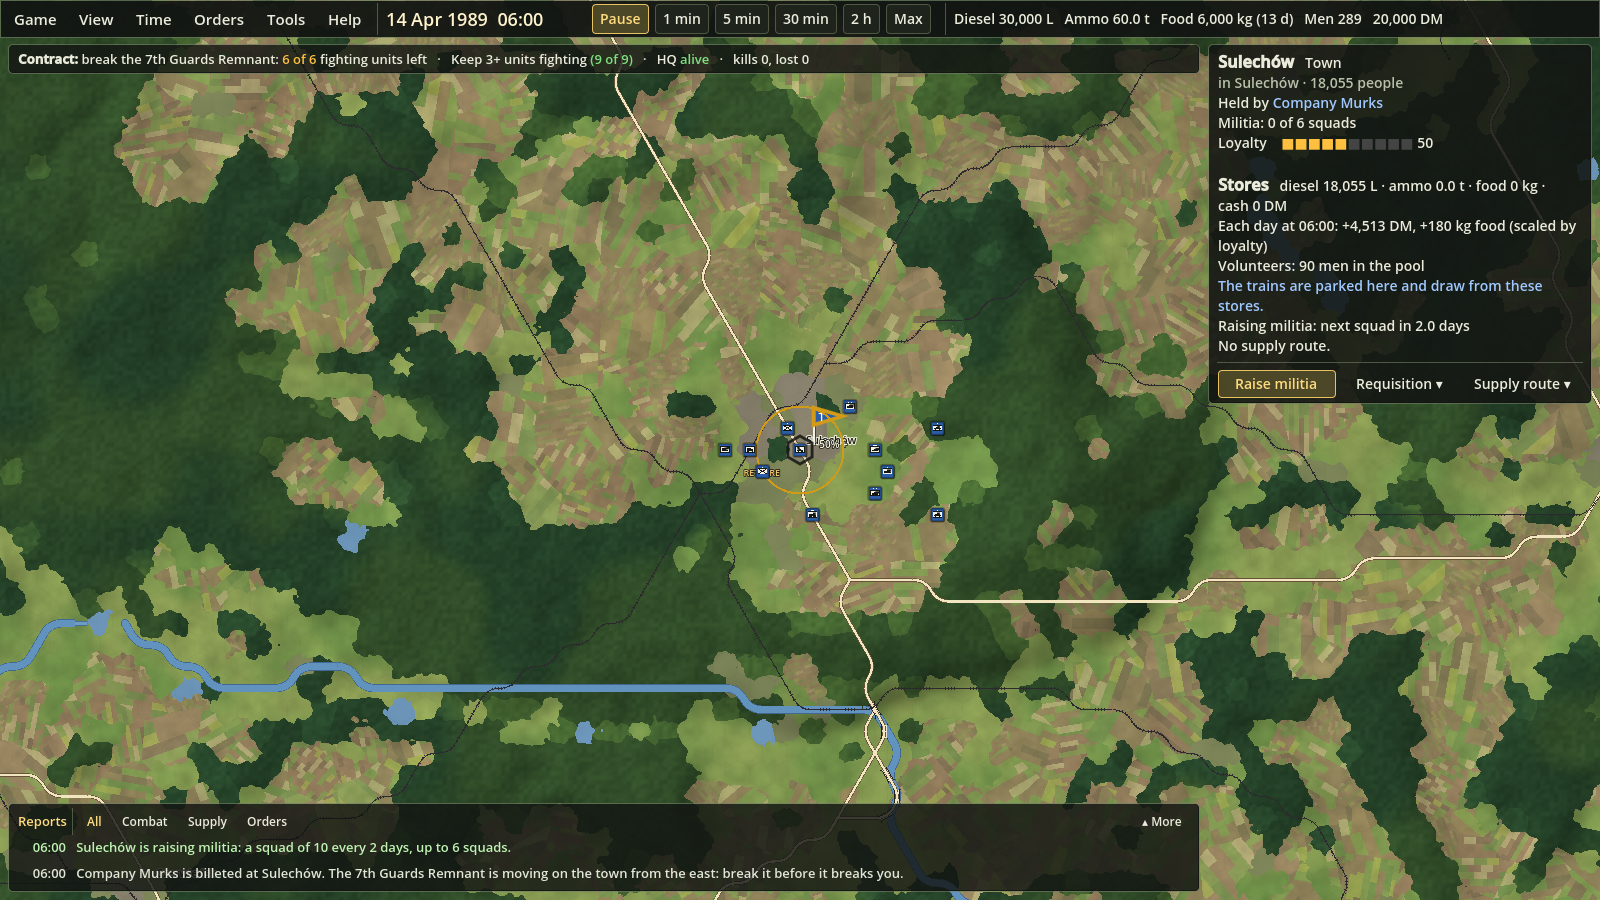 Game View Time Orders Tools Help 14 Apr 1989 06:00 Pause 1 min 5 min 30 min 2 h Max Diesel 30,000 L Ammo 60.0 t Food 6,000 kg (13 d) Men 289 20,000 DM
Contract: break the 7th Guards Remnant: 6 of 6 fighting units left · Keep 3+ units fighting (9 of 9) · HQ alive · kills 0, lost 0
Sulechów Town
in Sulechów · 18,055 people
Held by Company Murks
Militia: 0 of 6 squads
Loyalty 50
Stores diesel 18,055 L · ammo 0.0 t · food 0 kg ·
cash 0 DM
Each day at 06:00: +4,513 DM, +180 kg food (scaled by
loyalty)
Volunteers: 90 men in the pool
The trains are parked here and draw from these
stores.
Raising militia: next squad in 2.0 days
No supply route.
Raise militia Requisition ▾ Supply route ▾
1
50%
Reports All Combat Supply Orders ▴ More
06:00 Sulechów is raising militia: a squad of 10 every 2 days, up to 6 squads.
06:00 Company Murks is billeted at Sulechów. The 7th Guards Remnant is moving on the town from the east: break it before it breaks you.